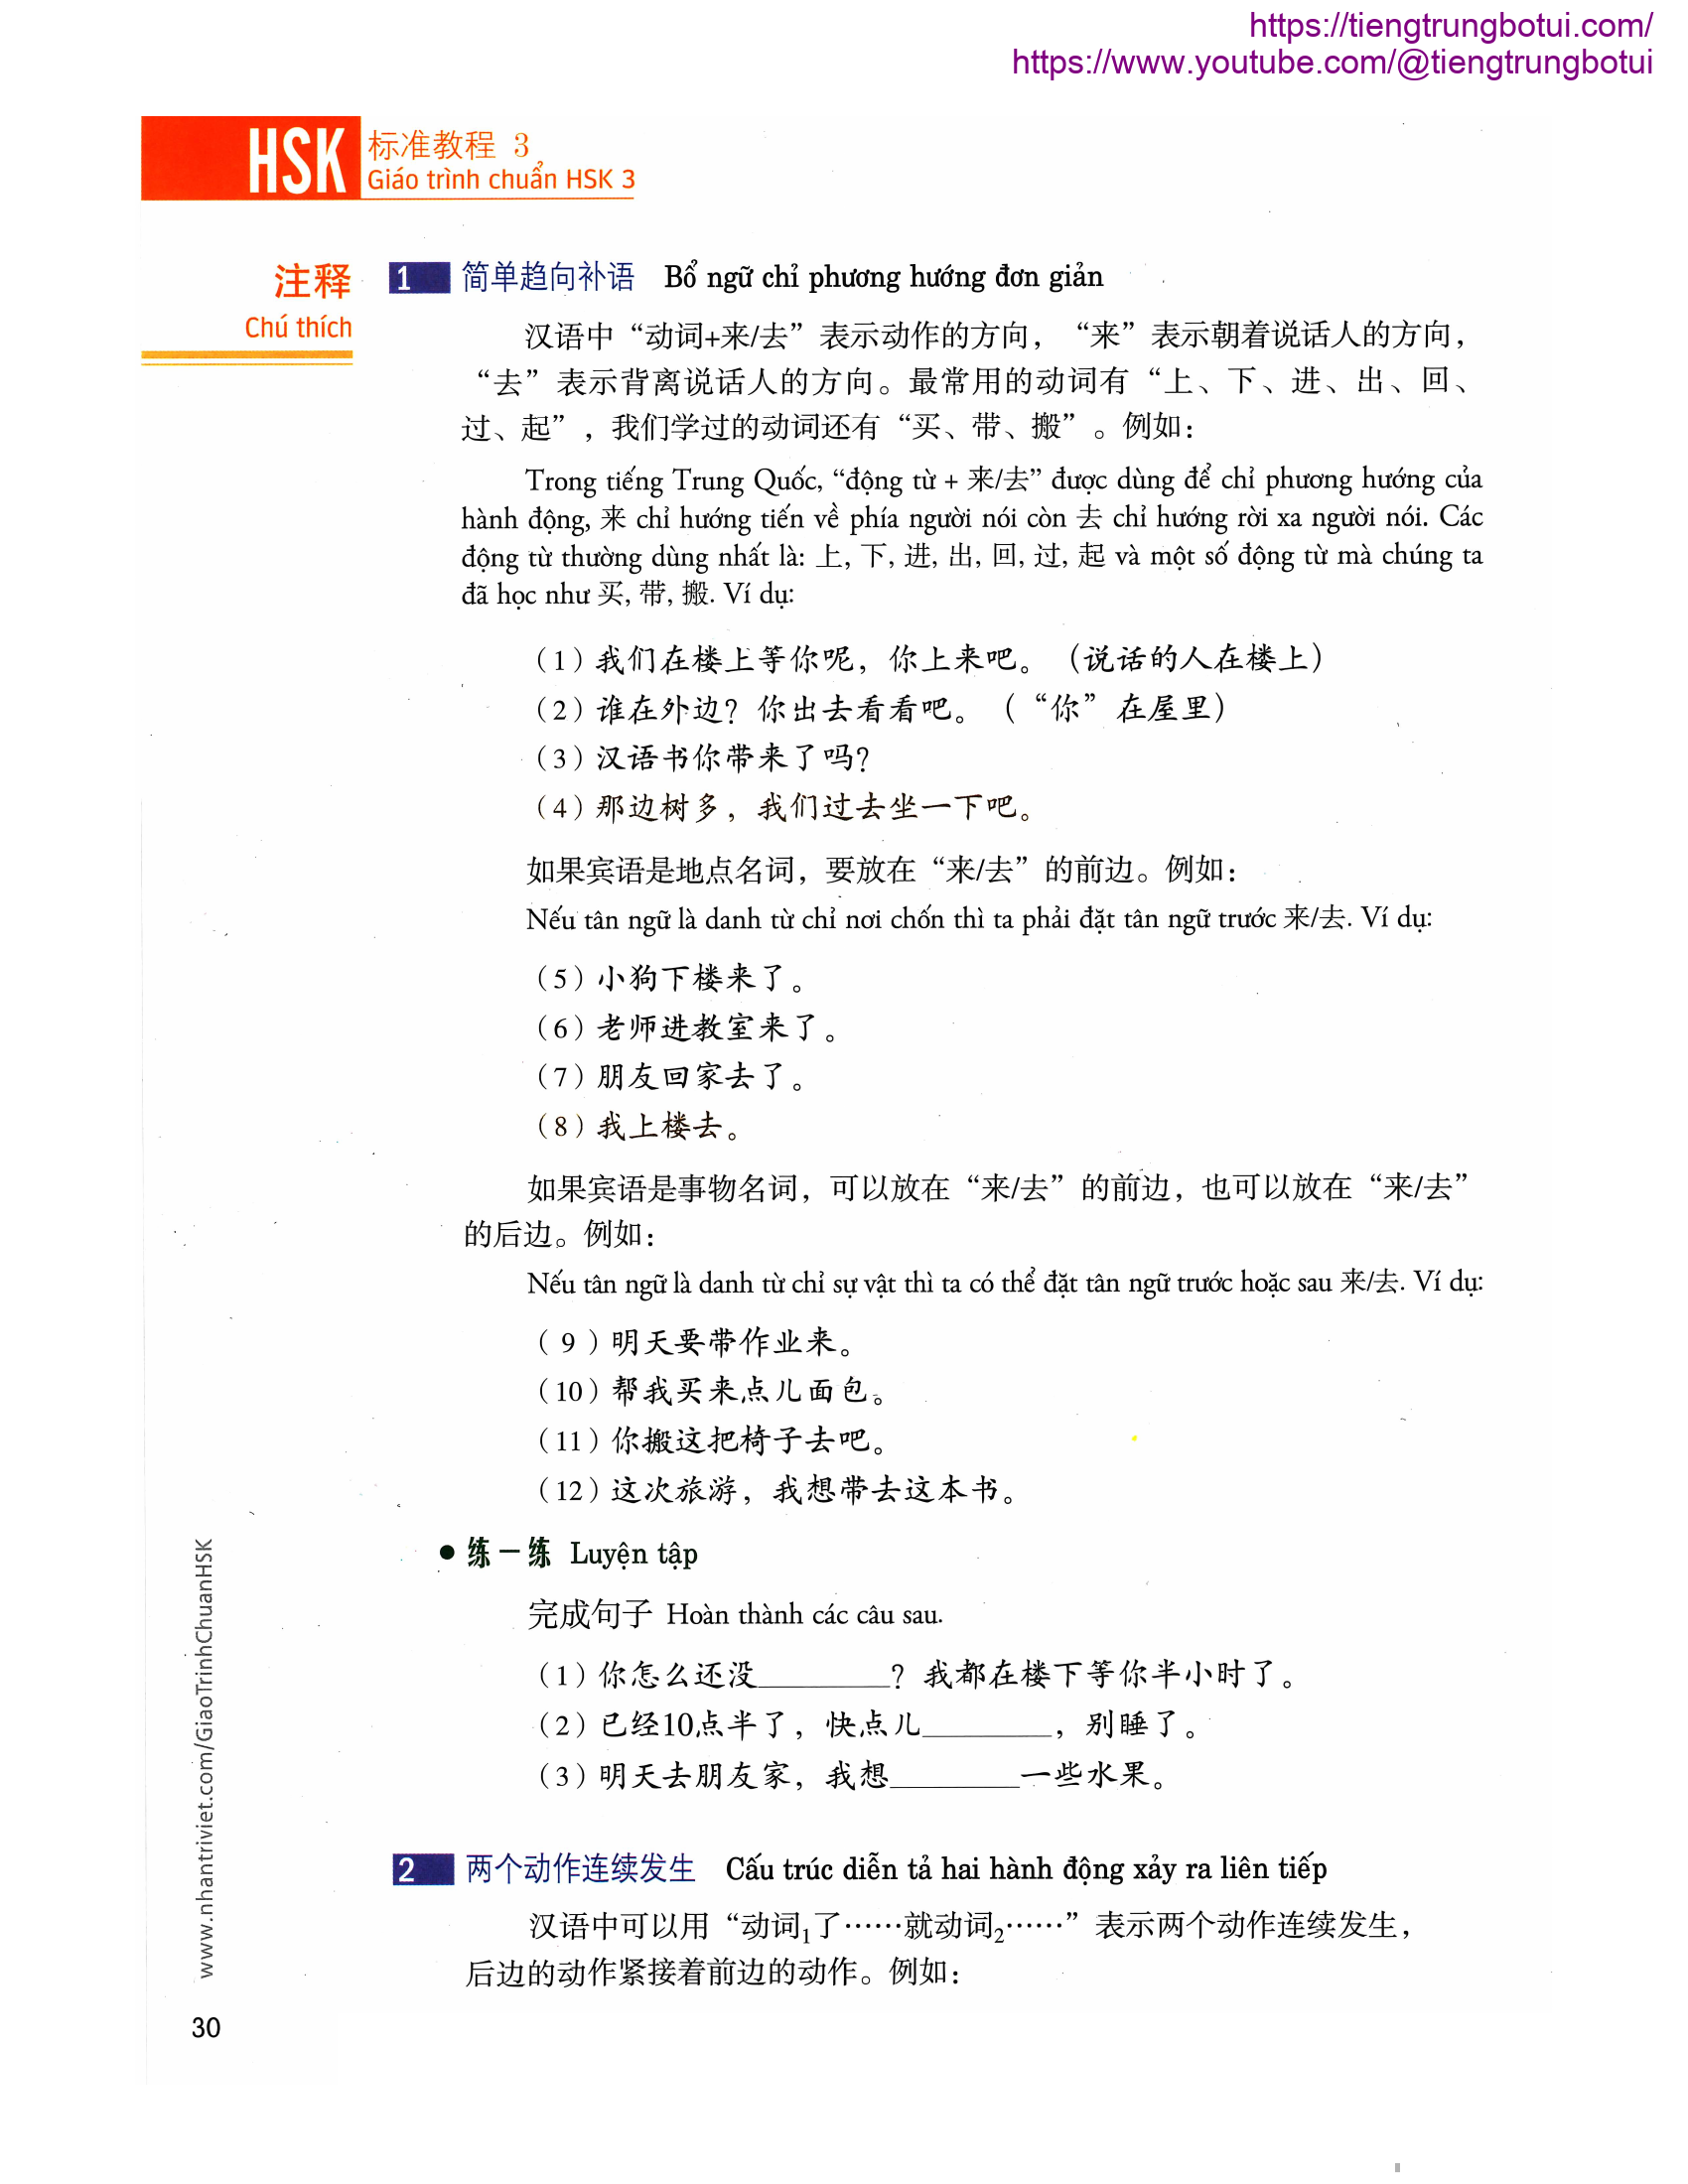 https://tiengtrungbotui.com/
https://www.youtube.com/@tiengtrungbotui
HSK 标准教程 3
Giáo trình chuẩn HSK 3
注释
Chú thích
1 简单趋向补语 Bổ ngữ chỉ phương hướng đơn giản
汉语中“动词+来/去”表示动作的方向，“来”表示朝着说话人的方向，
“去”表示背离说话人的方向。最常用的动词有“上、下、进、出、回、
过、起”，我们学过的动词还有“买、带、搬”。例如：
Trong tiếng Trung Quốc, “động từ + 来/去” được dùng để chỉ phương hướng của
hành động, 来 chỉ hướng tiến về phía người nói còn 去 chỉ hướng rời xa người nói. Các
động từ thường dùng nhất là: 上, 下, 进, 出, 回, 过, 起 và một số động từ mà chúng ta
đã học như 买, 带, 搬. Ví dụ:
（1）我们在楼上等你呢，你上来吧。（说话的人在楼上）
（2）谁在外边？你出去看看吧。（“你”在屋里）
（3）汉语书你带来了吗？
（4）那边树多，我们过去坐一下吧。
如果宾语是地点名词，要放在“来/去”的前边。例如：
Nếu tân ngữ là danh từ chỉ nơi chốn thì ta phải đặt tân ngữ trước 来/去. Ví dụ:
（5）小狗下楼来了。
（6）老师进教室来了。
（7）朋友回家去了。
（8）我上楼去。
如果宾语是事物名词，可以放在“来/去”的前边，也可以放在“来/去”
的后边。例如：
Nếu tân ngữ là danh từ chỉ sự vật thì ta có thể đặt tân ngữ trước hoặc sau 来/去. Ví dụ:
（9）明天要带作业来。
（10）帮我买来点儿面包。
（11）你搬这把椅子去吧。
（12）这次旅游，我想带去这本书。
● 练一练 Luyện tập
完成句子 Hoàn thành các câu sau.
（1）你怎么还没________？我都在楼下等你半小时了。
（2）已经10点半了，快点儿________，别睡了。
（3）明天去朋友家，我想________一些水果。
2 两个动作连续发生 Cấu trúc diễn tả hai hành động xảy ra liên tiếp
汉语中可以用“动词1了……就动词2……”表示两个动作连续发生，
后边的动作紧接着前边的动作。例如：
www.nhantriviet.com/GiaoTrinhChuanHSK
30